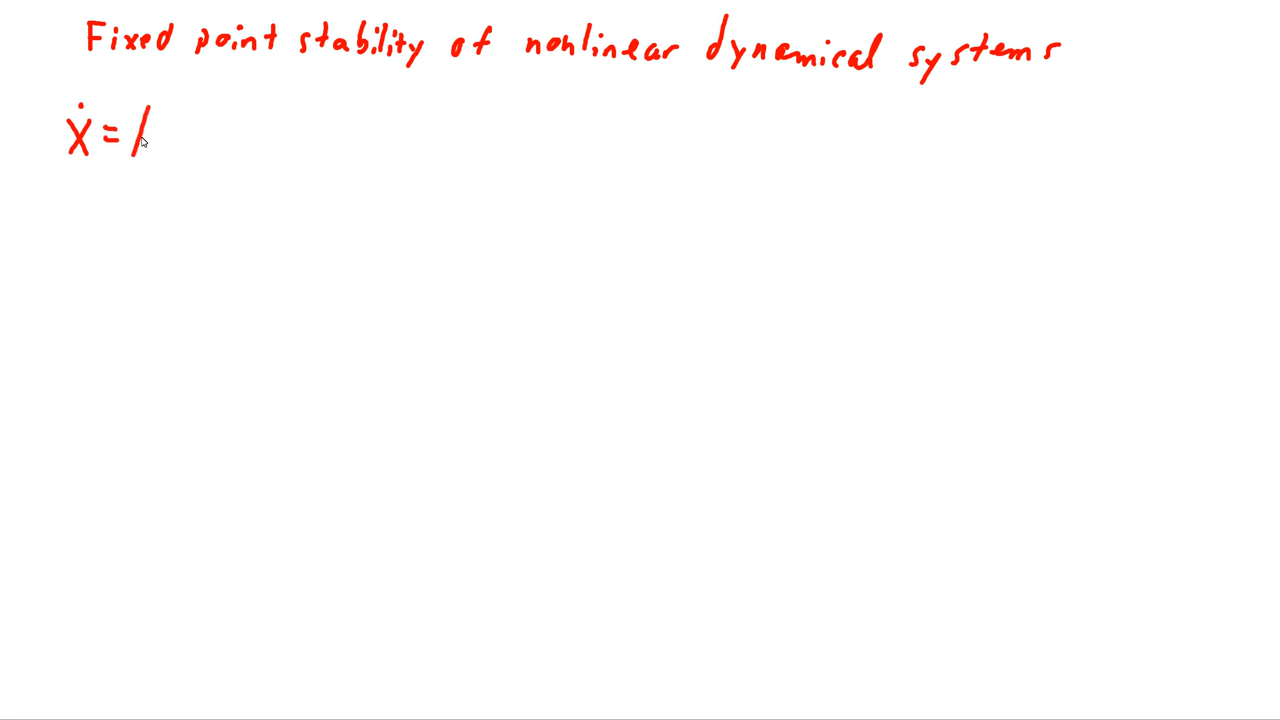 Fixed point stability of nonlinear dynamical systems
ẋ = /